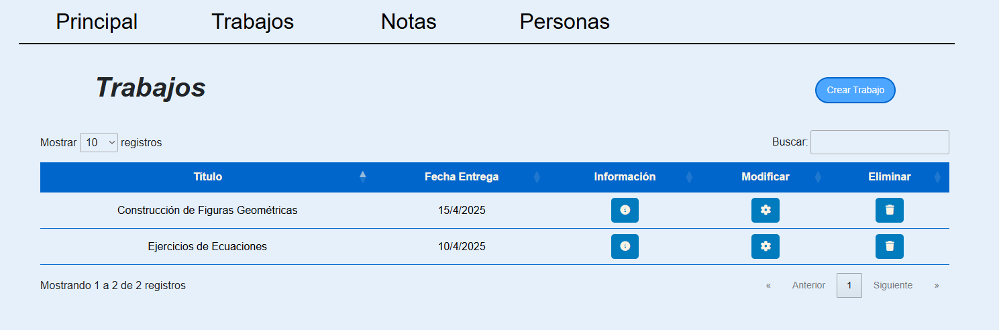 Principal Trabajos Notas Personas
Trabajos
Crear Trabajo
Mostrar 10 registros
Buscar:
Título Fecha Entrega Información Modificar Eliminar
Construcción de Figuras Geométricas 15/4/2025
Ejercicios de Ecuaciones 10/4/2025
Mostrando 1 a 2 de 2 registros
« Anterior 1 Siguiente »